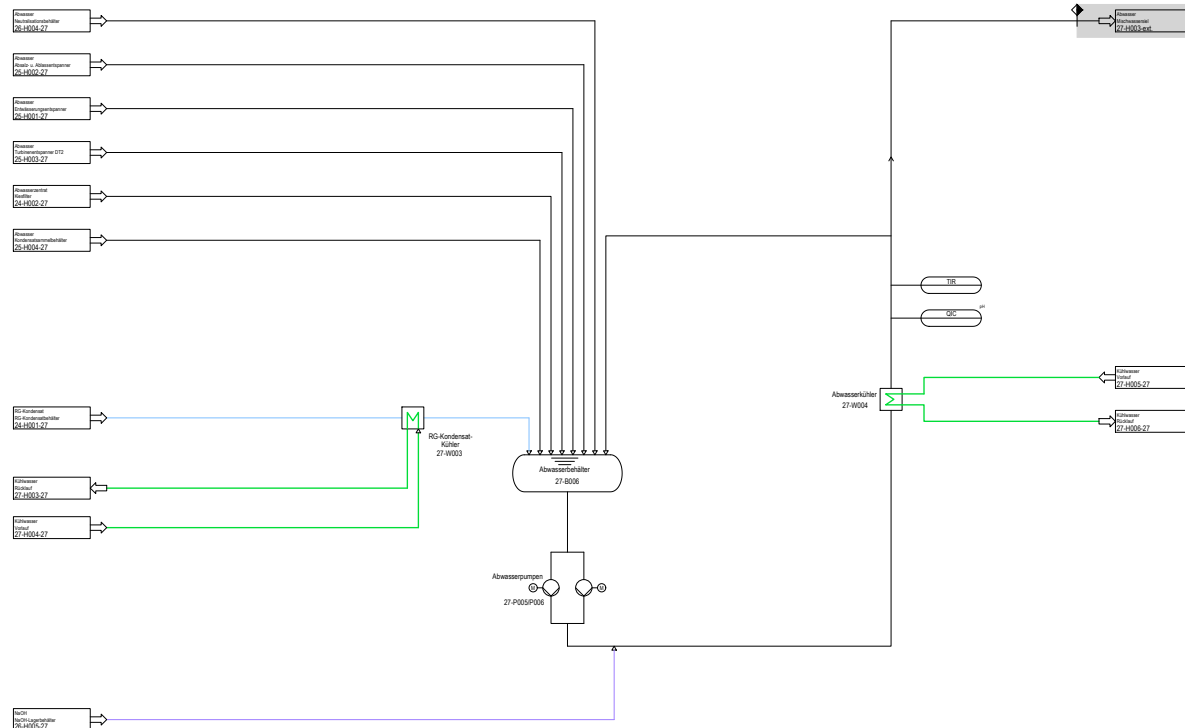 Abwasser
Neutralisationsbehälter
26-H004-27
Abwasser
Mischwassersiel
27-H003-ext.
Abwasser
Absalz- u. Ablassentspanner
25-H002-27
Abwasser
Entwässerungsentspanner
25-H001-27
Abwasser
Turbinenentspanner DT2
25-H003-27
Abwasserzentrat
Kiesfilter
24-H002-27
Abwasser
Kondensatsammelbehälter
25-H004-27
TIR
pH
QIC
Kühlwasser
Vorlauf
27-H005-27
Abwasserkühler
27-W004
Kühlwasser
Rücklauf
27-H006-27
RG-Kondensat
RG-Kondensatbehälter
24-H001-27
RG-Kondensat-
Kühler
27-W003
Abwasserbehälter
27-B006
Kühlwasser
Rücklauf
27-H003-27
Kühlwasser
Vorlauf
27-H004-27
Abwasserpumpen
M
M
27-P005/P006
NaOH
NaOH-Lagerbehälter
26-H005-27